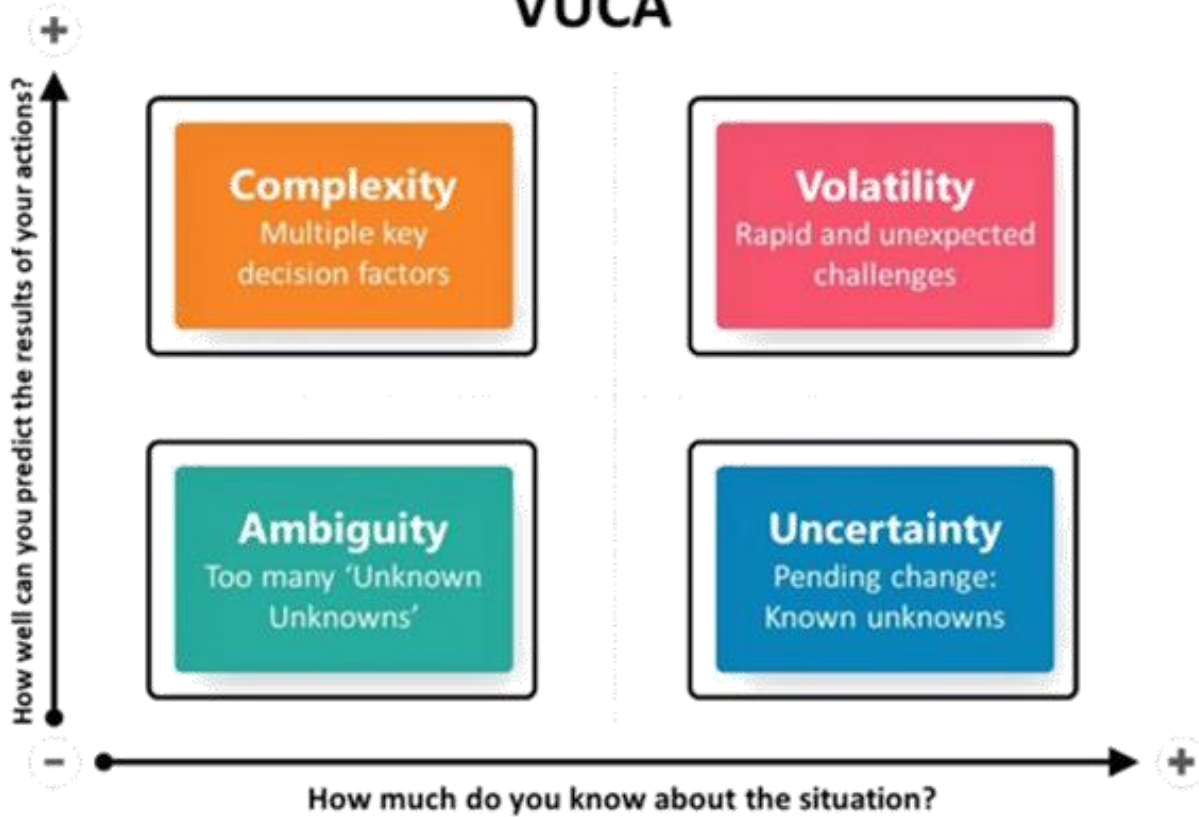 VUCA
+
How well can you predict the results of your actions?
Complexity
Multiple key
decision factors
Volatility
Rapid and unexpected
challenges
Ambiguity
Too many ‘Unknown
Unknowns’
Uncertainty
Pending change:
Known unknowns
-
+
How much do you know about the situation?